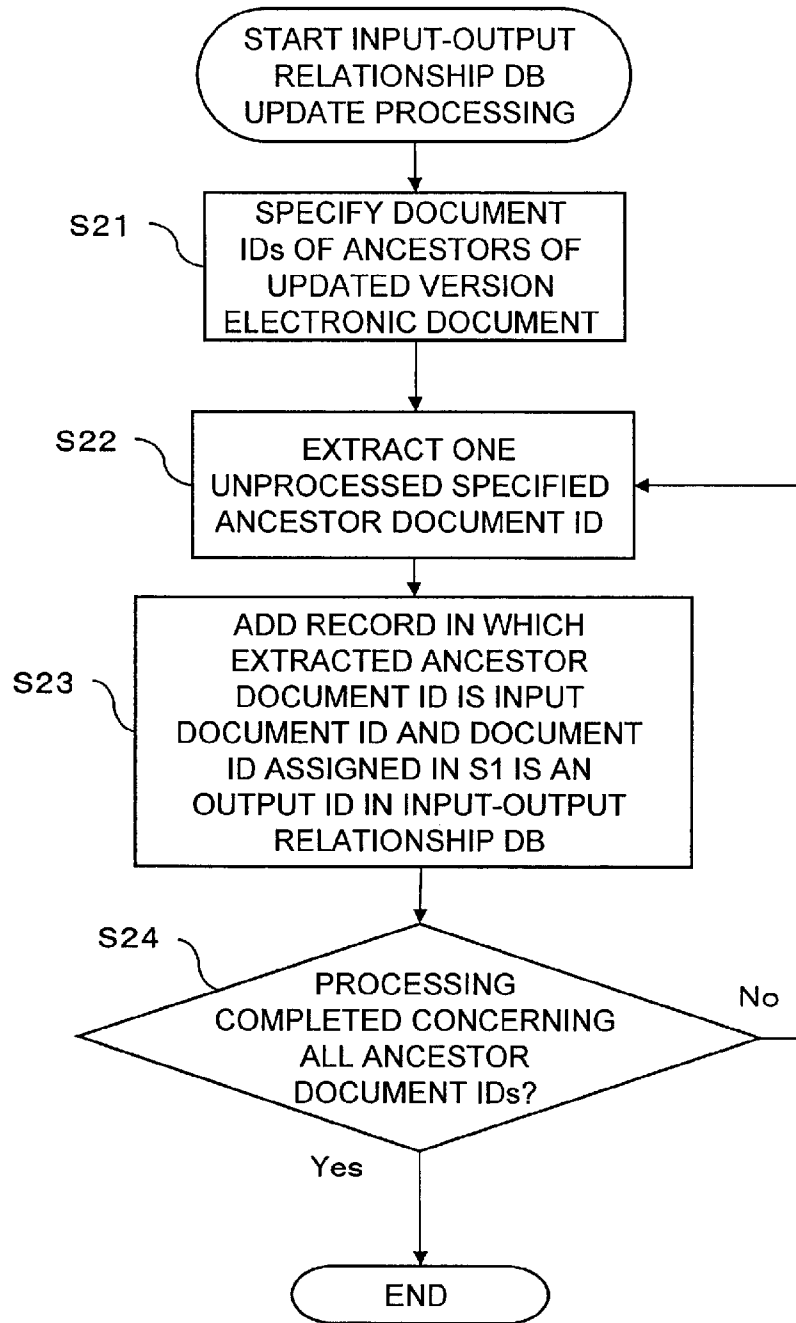 START INPUT-OUTPUT
RELATIONSHIP DB
UPDATE PROCESSING
S21
SPECIFY DOCUMENT
IDs OF ANCESTORS OF
UPDATED VERSION
ELECTRONIC DOCUMENT
S22
EXTRACT ONE
UNPROCESSED SPECIFIED
ANCESTOR DOCUMENT ID
S23
ADD RECORD IN WHICH
EXTRACTED ANCESTOR
DOCUMENT ID IS INPUT
DOCUMENT ID AND DOCUMENT
ID ASSIGNED IN S1 IS AN
OUTPUT ID IN INPUT-OUTPUT
RELATIONSHIP DB
S24
PROCESSING
COMPLETED CONCERNING
ALL ANCESTOR
DOCUMENT IDs?
No
Yes
END